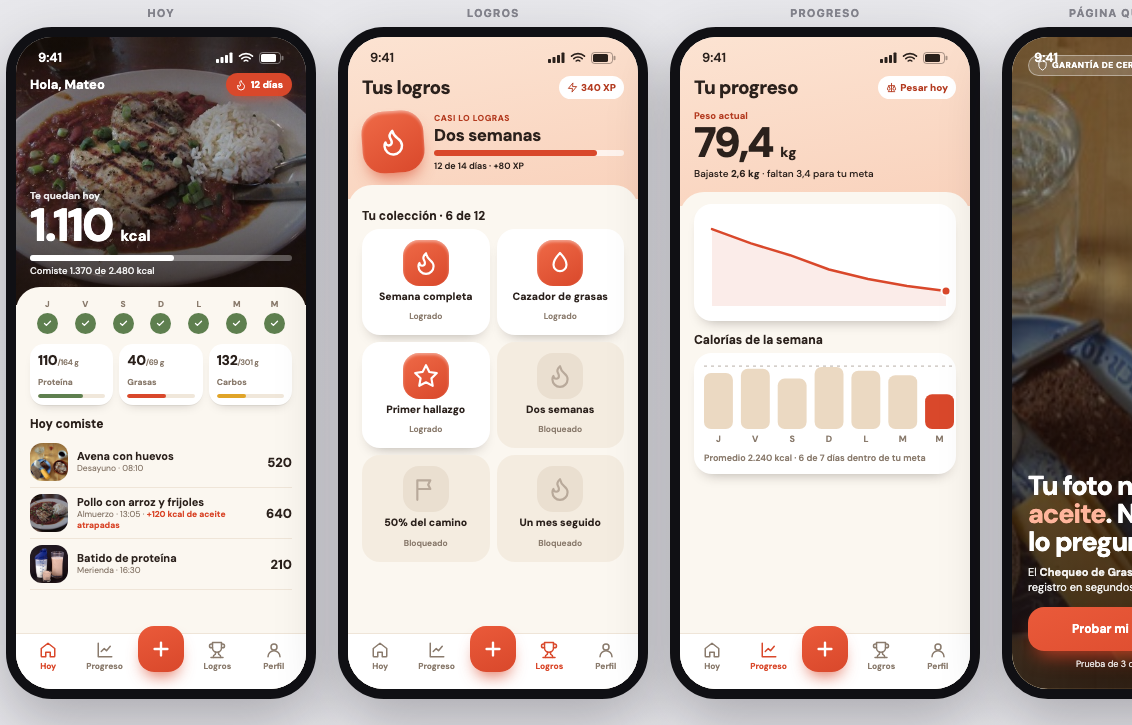 HOY
9:41
Hola, Mateo
12 días
Te quedan hoy
1.110 kcal
Comiste 1.370 de 2.480 kcal
J V S D L M M
110/164 g
Proteína
40/69 g
Grasas
132/301 g
Carbos
Hoy comiste
Avena con huevos
Desayuno · 08:10
520
Pollo con arroz y frijoles
Almuerzo · 13:05 · +120 kcal de aceite
atrapadas
640
Batido de proteína
Merienda · 16:30
210
Hoy
Progreso
Logros
Perfil
LOGROS
9:41
Tus logros
340 XP
CASI LO LOGRAS
Dos semanas
12 de 14 días · +80 XP
Tu colección · 6 de 12
Semana completa
Logrado
Cazador de grasas
Logrado
Primer hallazgo
Logrado
Dos semanas
Bloqueado
50% del camino
Bloqueado
Un mes seguido
Bloqueado
Hoy
Progreso
Logros
Perfil
PROGRESO
9:41
Tu progreso
Pesar hoy
Peso actual
79,4 kg
Bajaste 2,6 kg · faltan 3,4 para tu meta
Calorías de la semana
J V S D L M M
Promedio 2.240 kcal · 6 de 7 días dentro de tu meta
Hoy
Progreso
Logros
Perfil
PÁGINA
9:41
GARANTÍA DE
Tu foto
aceite.
lo
El Chequeo de
registro en segundos
Probar mi
Prueba de 3